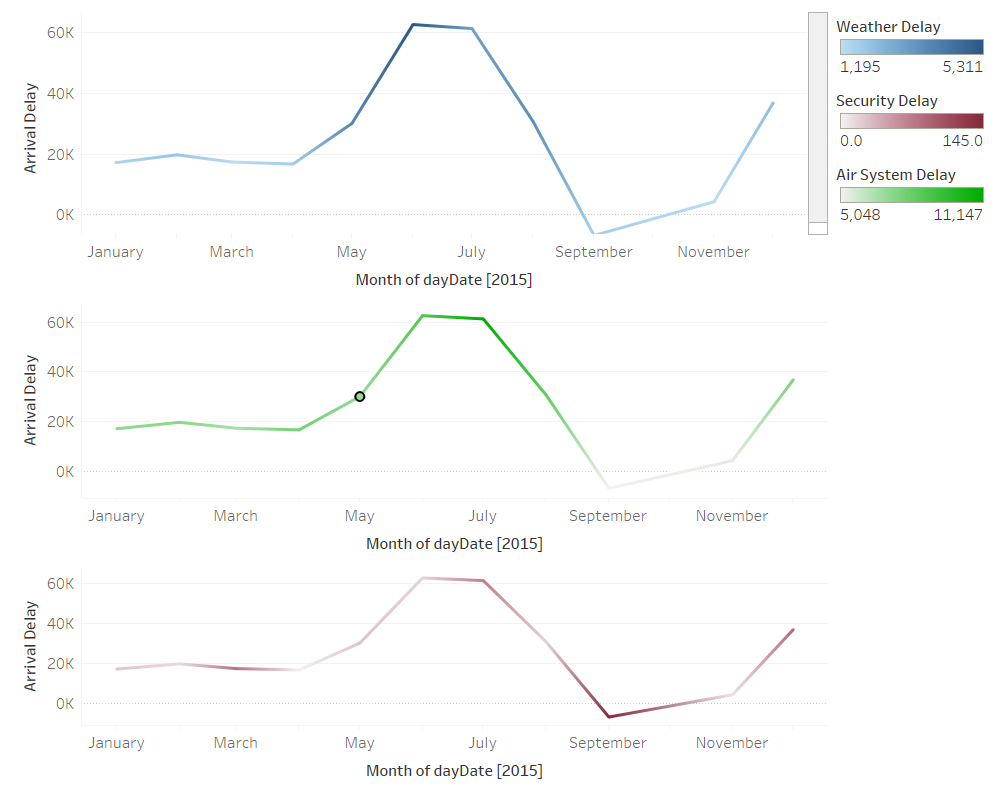 60K
40K
20K
0K
Arrival Delay
January March May July September November
Month of dayDate [2015]
Weather Delay
1,195 5,311
Security Delay
0.0 145.0
Air System Delay
5,048 11,147
60K
40K
20K
0K
Arrival Delay
January March May July September November
Month of dayDate [2015]
60K
40K
20K
0K
Arrival Delay
January March May July September November
Month of dayDate [2015]